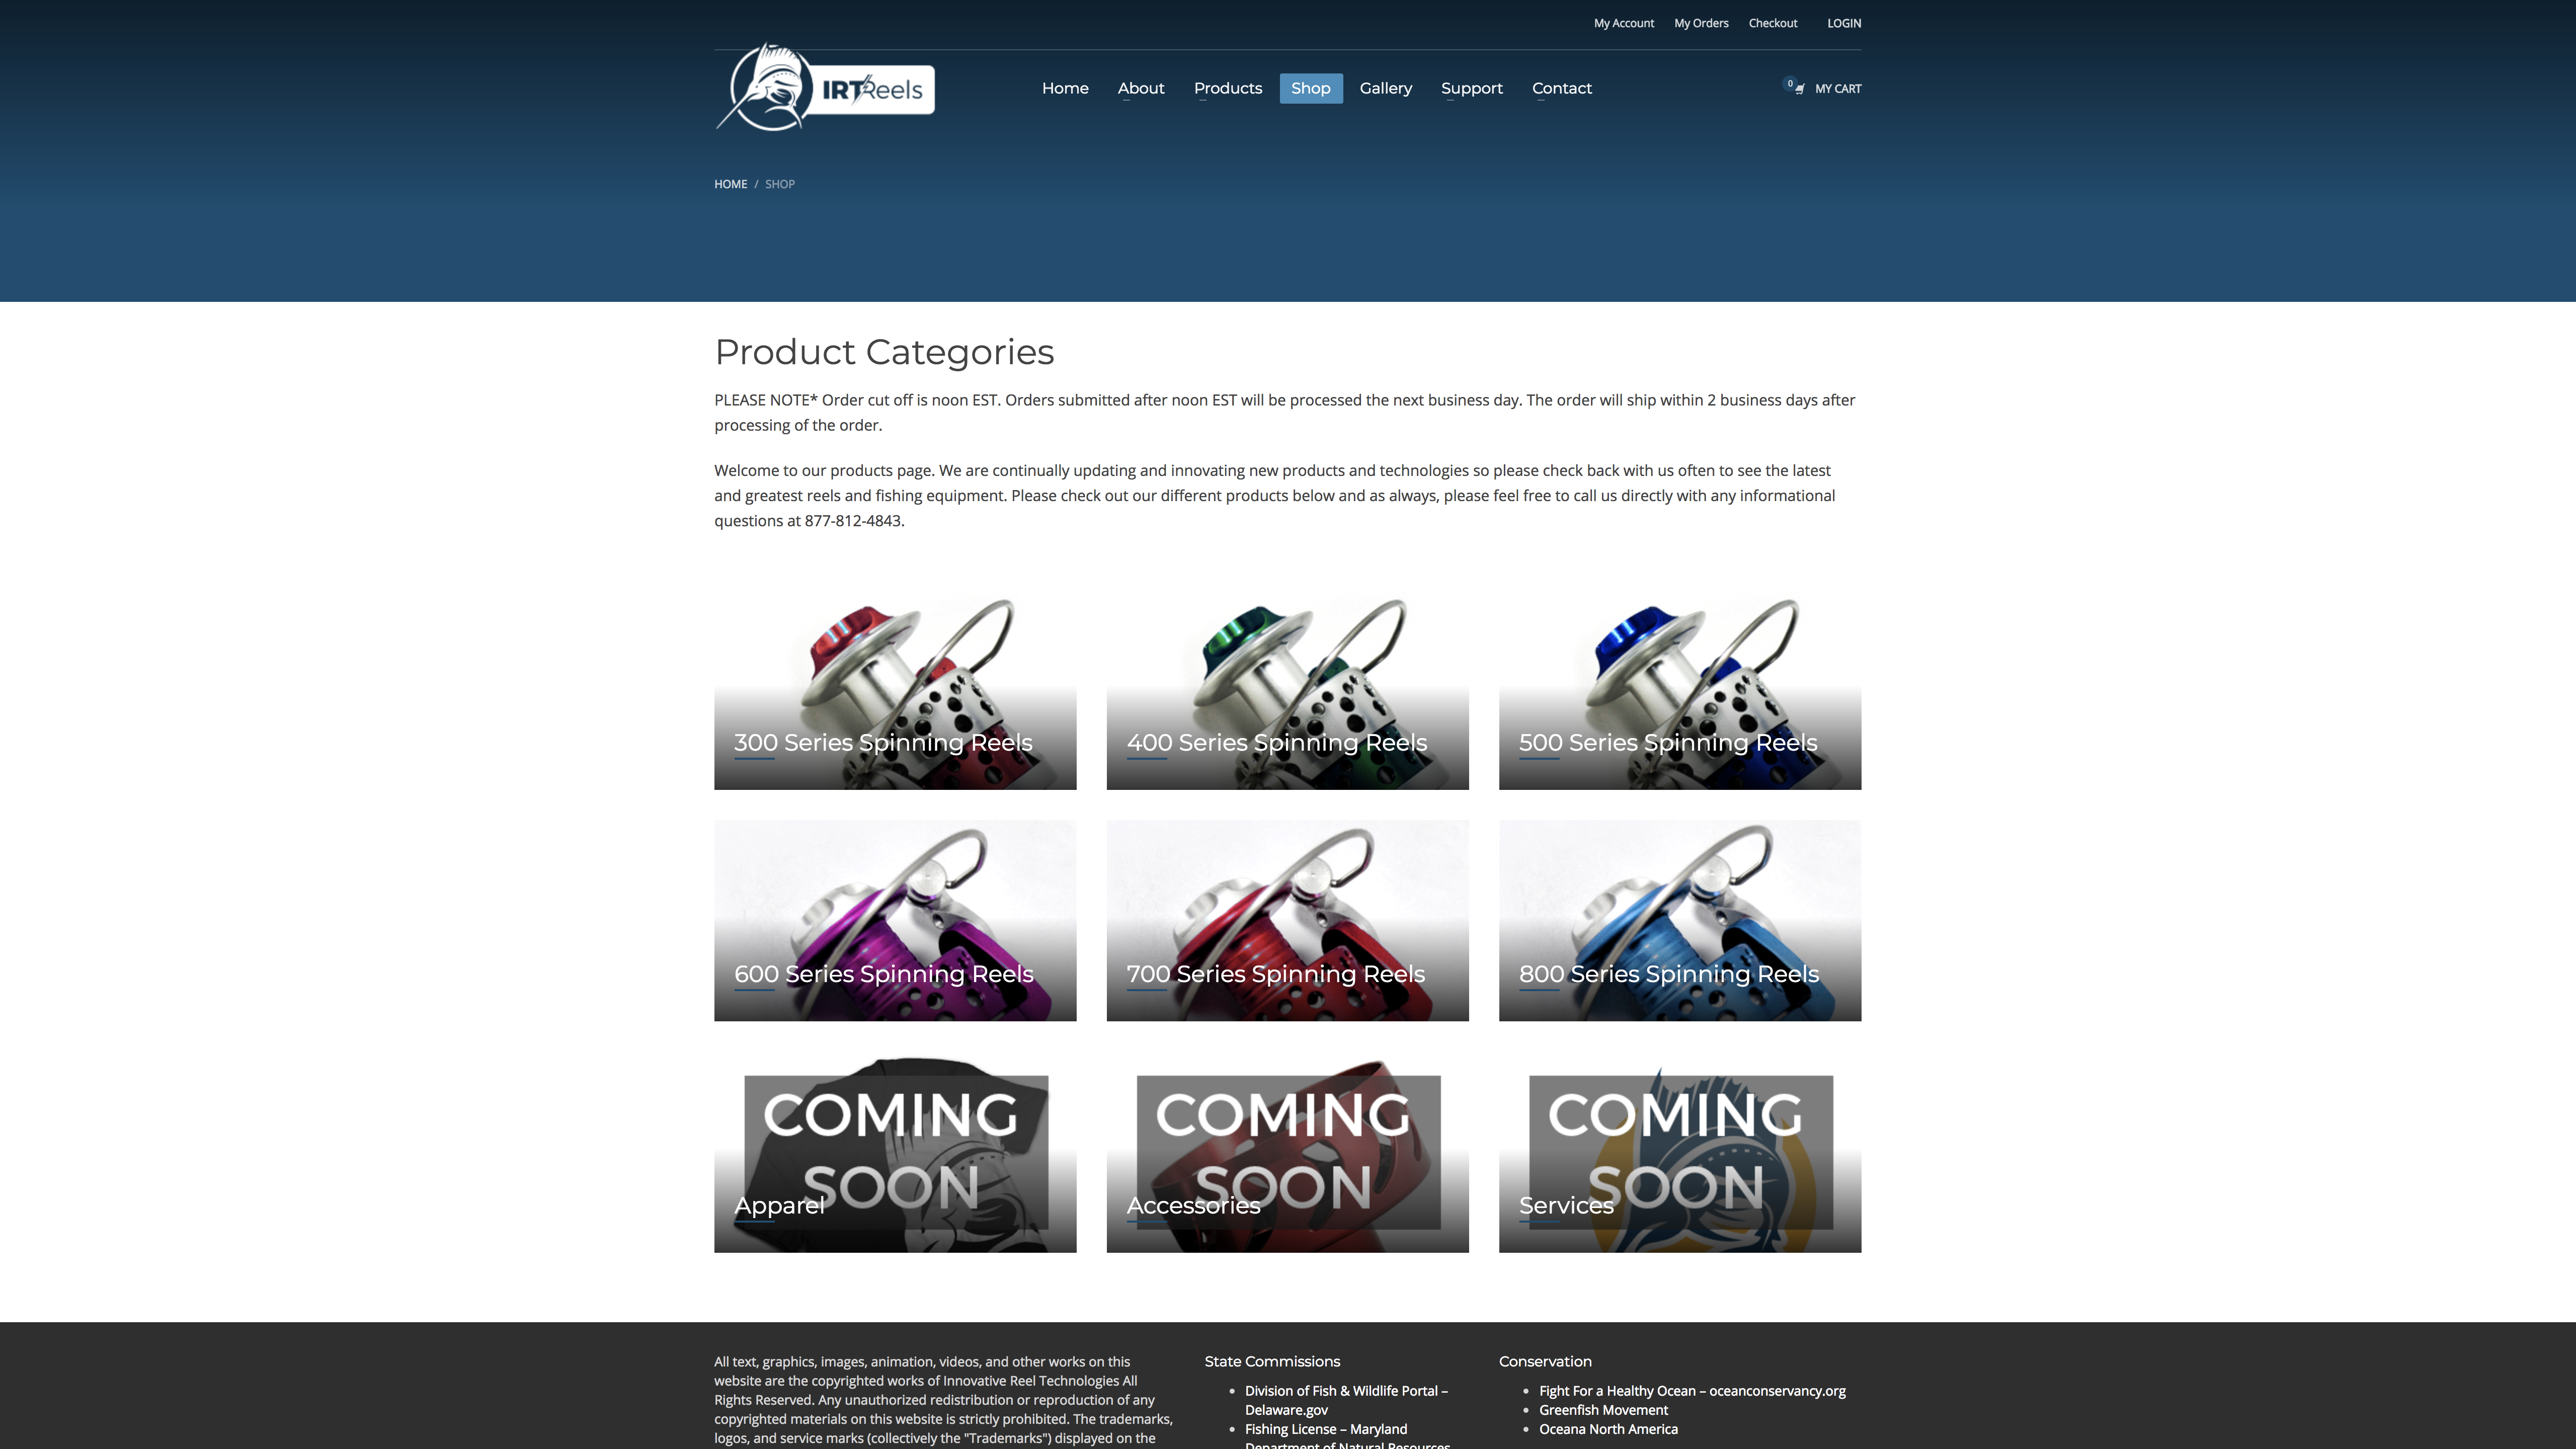 My Account My Orders Checkout LOGIN
IRT Reels
Home About Products Shop Gallery Support Contact
0 MY CART
HOME / SHOP
Product Categories
PLEASE NOTE* Order cut off is noon EST. Orders submitted after noon EST will be processed the next business day. The order will ship within 2 business days after
processing of the order.
Welcome to our products page. We are continually updating and innovating new products and technologies so please check back with us often to see the latest
and greatest reels and fishing equipment. Please check out our different products below and as always, please feel free to call us directly with any informational
questions at 877-812-4843.
300 Series Spinning Reels
400 Series Spinning Reels
500 Series Spinning Reels
600 Series Spinning Reels
700 Series Spinning Reels
800 Series Spinning Reels
COMING
SOON
Apparel
COMING
SOON
Accessories
COMING
SOON
Services
All text, graphics, images, animation, videos, and other works on this
website are the copyrighted works of Innovative Reel Technologies All
Rights Reserved. Any unauthorized redistribution or reproduction of any
copyrighted materials on this website is strictly prohibited. The trademarks,
logos, and service marks (collectively the "Trademarks") displayed on the
State Commissions
Division of Fish & Wildlife Portal –
Delaware.gov
Fishing License – Maryland
Department of Natural Resources
Conservation
Fight For a Healthy Ocean – oceanconservancy.org
Greenfish Movement
Oceana North America